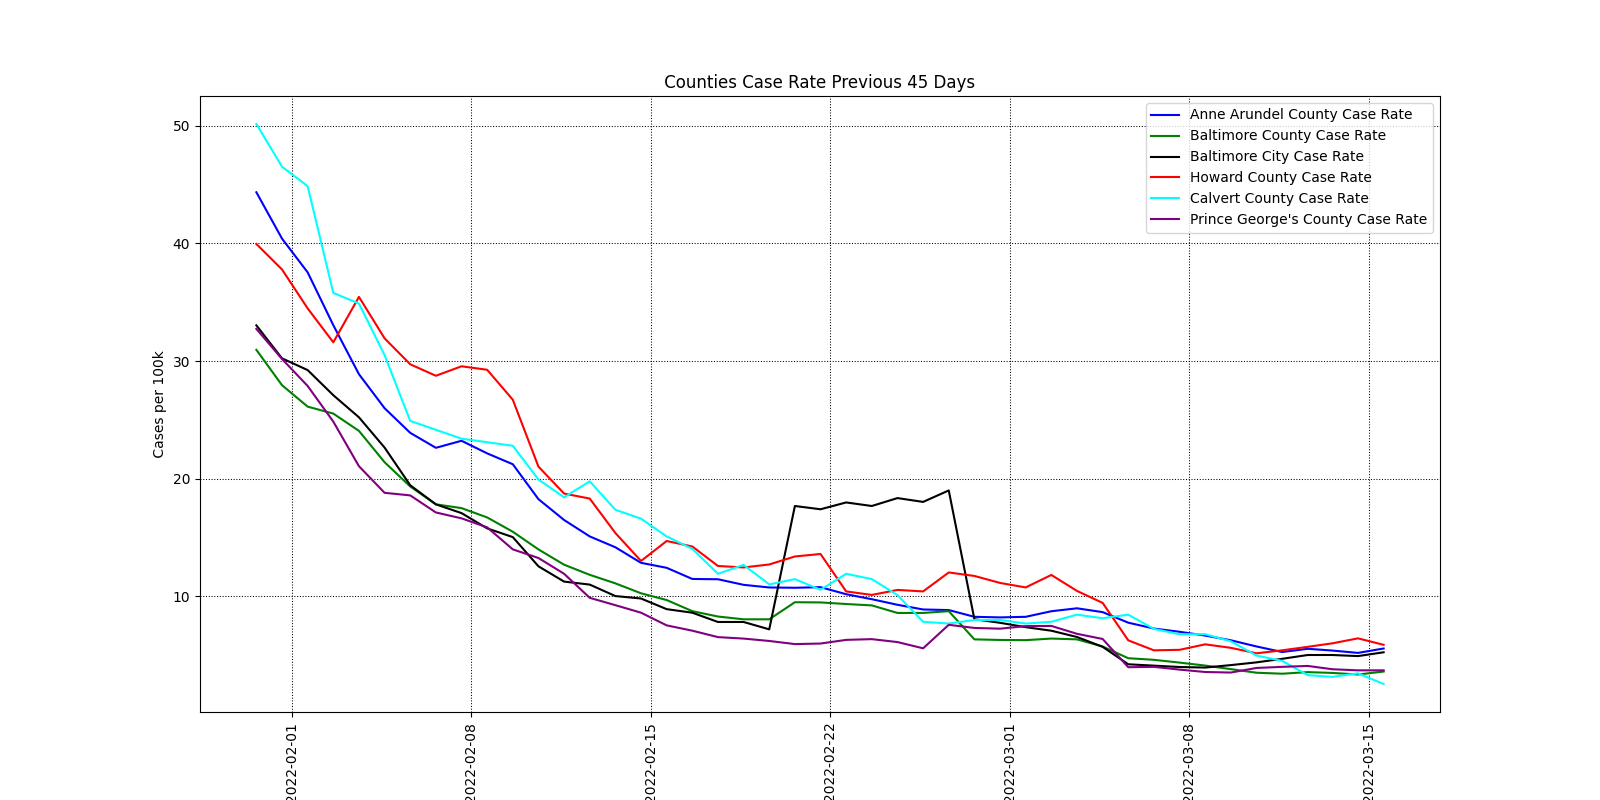 Counties Case Rate Previous 45 Days
Anne Arundel County Case Rate
Baltimore County Case Rate
Baltimore City Case Rate
Howard County Case Rate
Calvert County Case Rate
Prince George's County Case Rate
50
40
30
20
10
Cases per 100k
2022-02-01
2022-02-08
2022-02-15
2022-02-22
2022-03-01
2022-03-08
2022-03-15